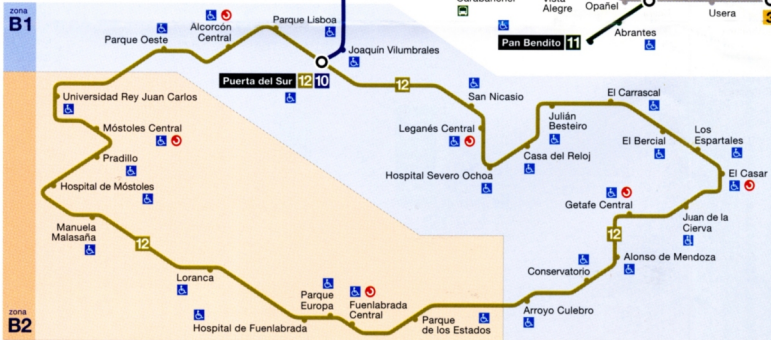 zona
B1
Carabanchel
Vista
Alegre
Opañel
Usera
3
Abrantes
Pan Bendito 11
Parque Lisboa
Alcorcón
Central
Parque Oeste
Joaquín Vilumbrales
Puerta del Sur 12 10
12
Universidad Rey Juan Carlos
San Nicasio
El Carrascal
Móstoles Central
Leganés Central
Julián
Besteiro
El Bercial
Los
Espartales
Pradillo
Casa del Reloj
Hospital Severo Ochoa
El Casar
Hospital de Móstoles
Getafe Central
Juan de la
Cierva
Manuela
Malasaña
12
12
Alonso de Mendoza
Conservatorio
Loranca
Parque
Europa
Fuenlabrada
Central
Arroyo Culebro
Hospital de Fuenlabrada
Parque
de los Estados
zona
B2